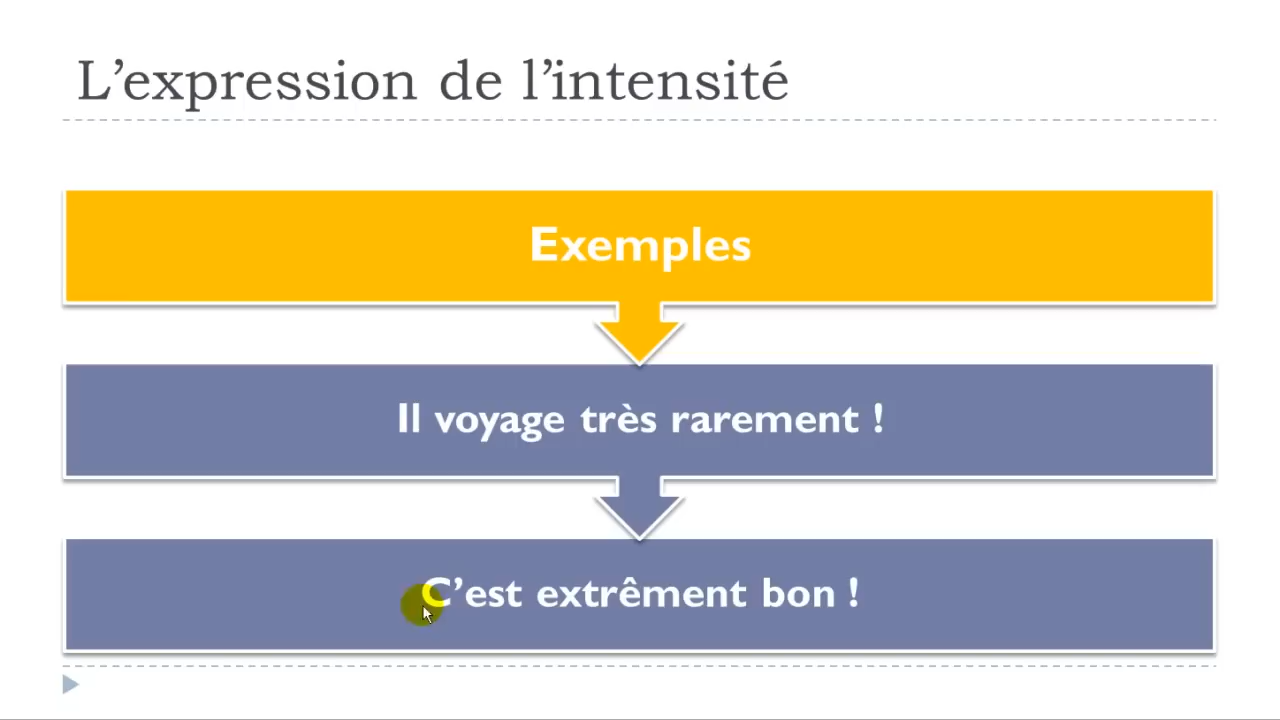 L’expression de l’intensité
Exemples
Il voyage très rarement !
C’est extrêment bon !